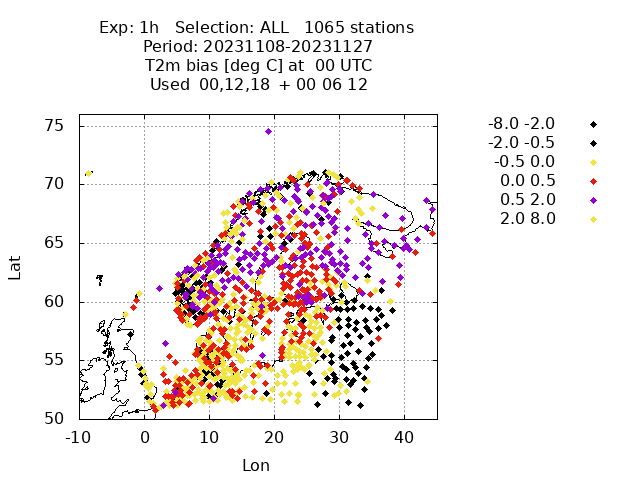 Exp: 1h   Selection: ALL   1065 stations
Period: 20231108-20231127
T2m bias [deg C] at  00 UTC
Used  00,12,18  + 00 06 12
-8.0 -2.0
-2.0 -0.5
-0.5 0.0
0.0 0.5
0.5 2.0
2.0 8.0
75
70
65
60
55
50
Lat
-10 0 10 20 30 40
Lon